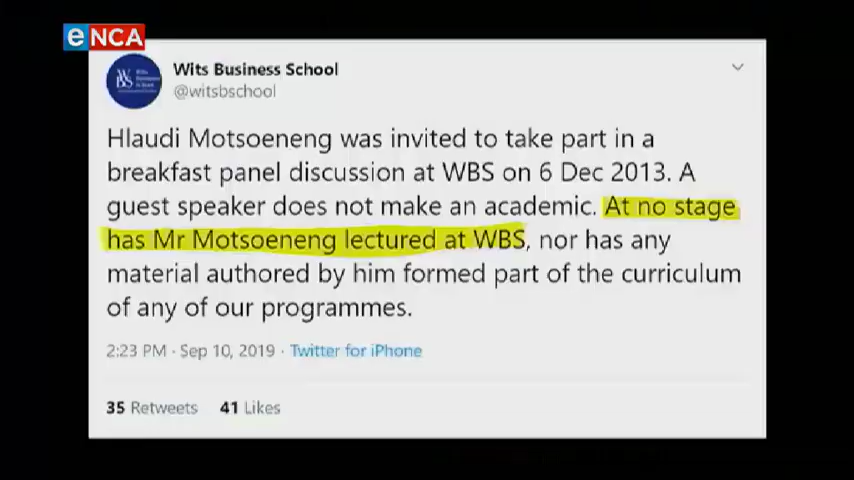 eNCA
Wits Business School
@witsbschool
Hlaudi Motsoeneng was invited to take part in a
breakfast panel discussion at WBS on 6 Dec 2013. A
guest speaker does not make an academic. At no stage
has Mr Motsoeneng lectured at WBS, nor has any
material authored by him formed part of the curriculum
of any of our programmes.
2:23 PM · Sep 10, 2019 · Twitter for iPhone
35 Retweets 41 Likes